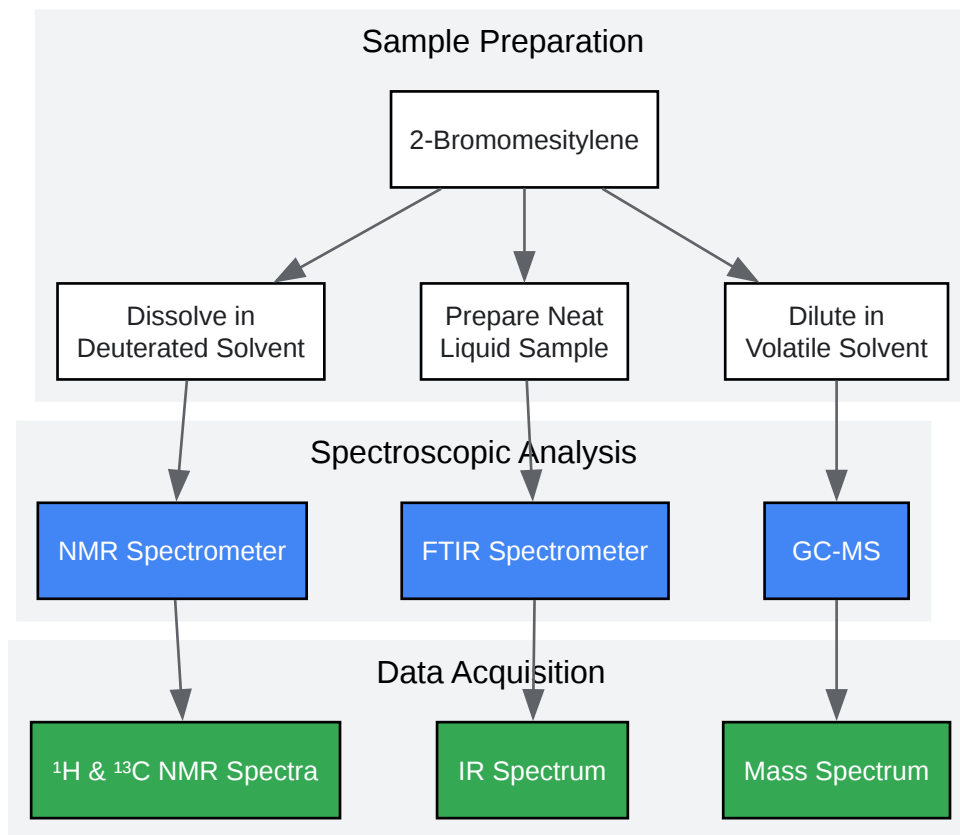 Sample Preparation
2-Bromomesitylene
Dissolve in
Deuterated Solvent
Prepare Neat
Liquid Sample
Dilute in
Volatile Solvent
Spectroscopic Analysis
NMR Spectrometer
FTIR Spectrometer
GC-MS
Data Acquisition
¹H & ¹³C NMR Spectra
IR Spectrum
Mass Spectrum